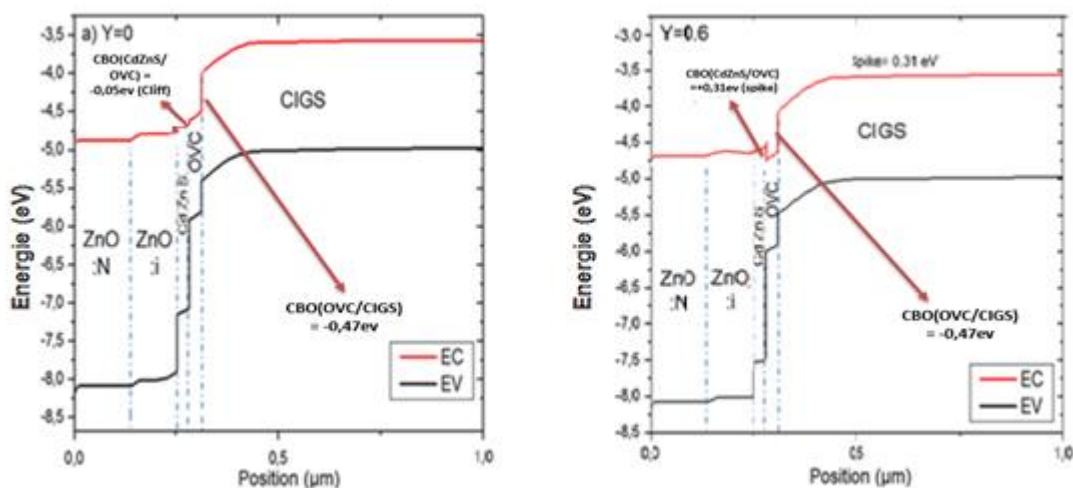 a) Y=0
CBO(CdZnS/
OVC) =
-0,05ev (Cliff)
CIGS
OVC
Cd Zn S
ZnO
:N
ZnO
:i
CBO(OVC/CIGS)
= -0,47ev
EC
EV
-3,5
-4,0
-4,5
-5,0
-5,5
-6,0
-6,5
-7,0
-7,5
-8,0
-8,5
0,0
0,5
1,0
Energie (eV)
Position (µm)
Y=0.6
Spike= 0.31 eV
CBO(CdZnS/OVC)
=+0,31ev (spike)
CIGS
OVC
Cd Zn S
ZnO
:N
ZnO
:i
CBO(OVC/CIGS)
= -0,47ev
EC
EV
-3,0
-3,5
-4,0
-4,5
-5,0
-5,5
-6,0
-6,5
-7,0
-7,5
-8,0
-8,5
0,0
0,5
1,0
Energie (eV)
Position (µm)